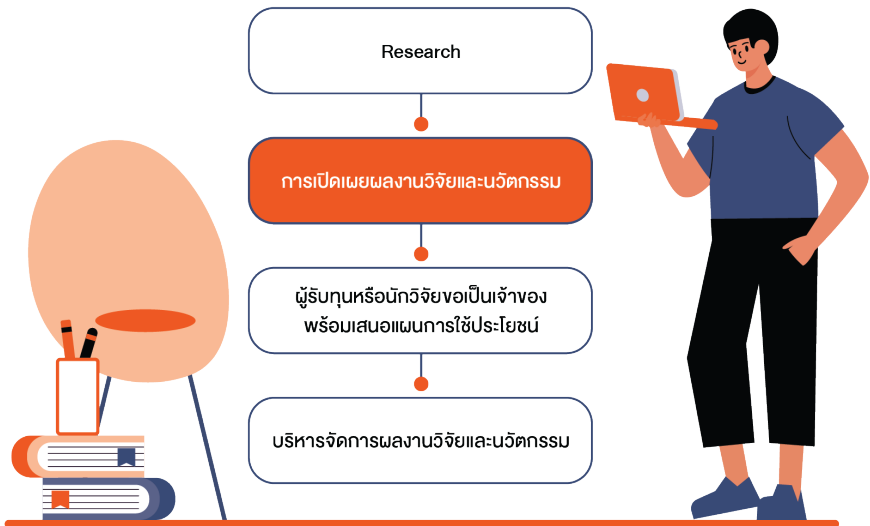 Research
การเปิดเผยผลงานวิจัยและนวัตกรรม
ผู้รับทุนหรือนักวิจัยขอเป็นเจ้าของ
พร้อมเสนอแผนการใช้ประโยชน์
บริหารจัดการผลงานวิจัยและนวัตกรรม